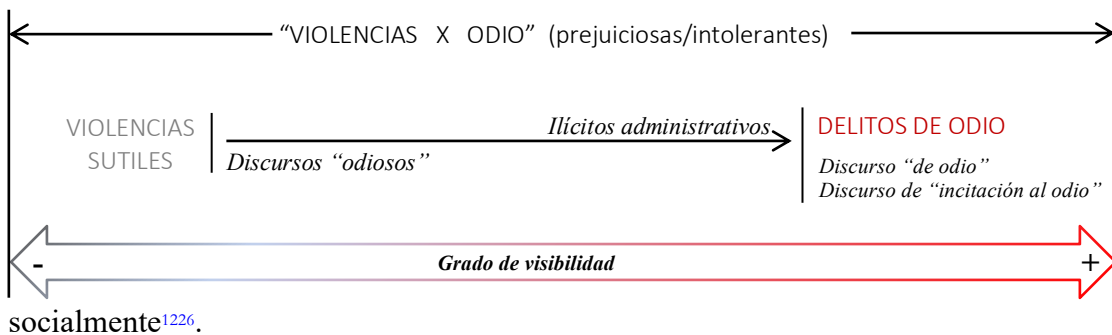 “VIOLENCIAS X ODIO” (prejuiciosas/intolerantes)
VIOLENCIAS
SUTILES
Discursos “odiosos”
Ilícitos administrativos
DELITOS DE ODIO
Discurso “de odio”
Discurso de “incitación al odio”
- Grado de visibilidad +
socialmente1226.